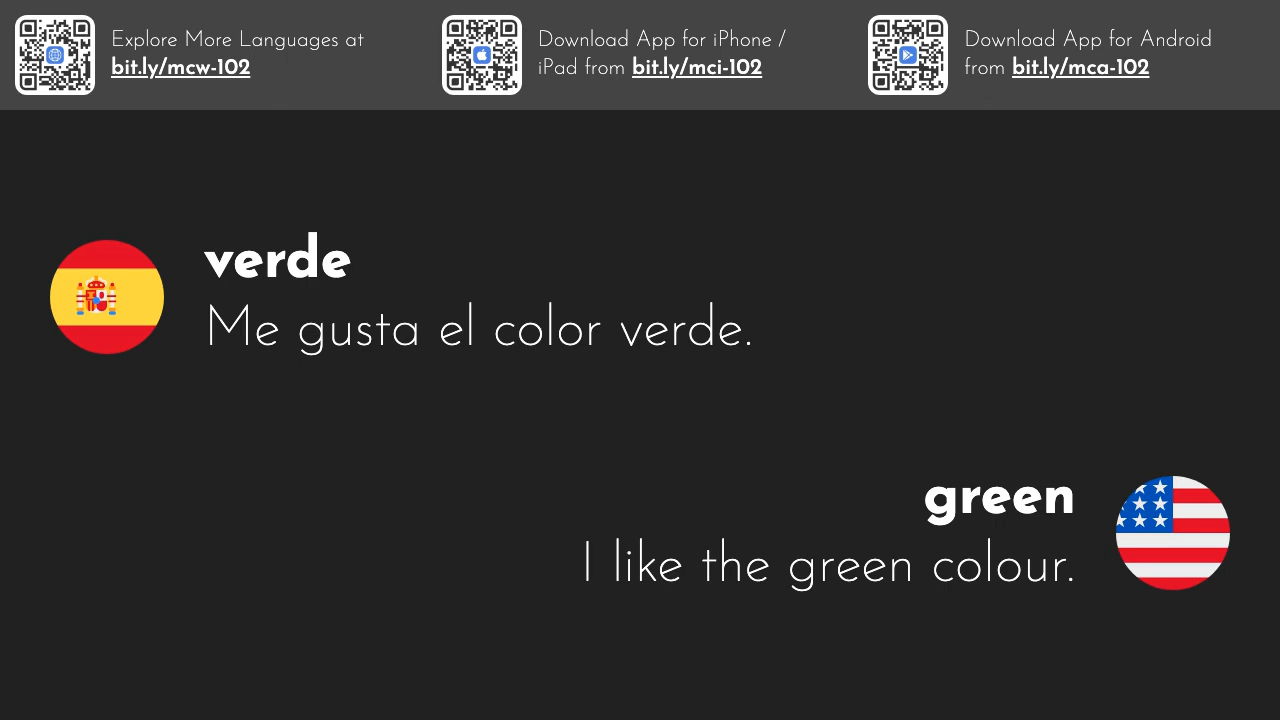 Explore More Languages at
bit.ly/mcw-102
Download App for iPhone /
iPad from bit.ly/mci-102
Download App for Android
from bit.ly/mca-102
verde
Me gusta el color verde.
green
I like the green colour.